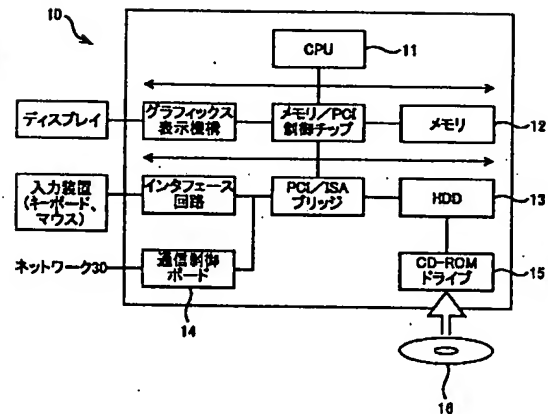 10
CPU
11
ディスプレイ
グラフィックス
表示機構
メモリ/PCI
制御チップ
メモリ
12
入力装置
(キーボード、
マウス)
インタフェース
回路
PCI/ISA
ブリッジ
HDD
13
ネットワーク30
通信制御
ボード
14
CD-ROM
ドライブ
15
16